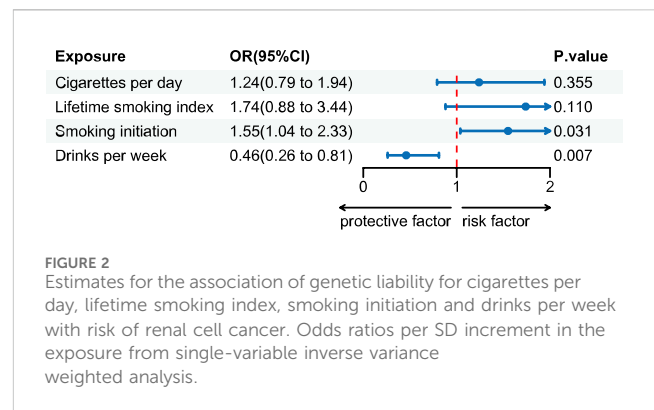 Exposure OR(95%CI) P.value
Cigarettes per day 1.24(0.79 to 1.94) 0.355
Lifetime smoking index 1.74(0.88 to 3.44) 0.110
Smoking initiation 1.55(1.04 to 2.33) 0.031
Drinks per week 0.46(0.26 to 0.81) 0.007
0 1 2
protective factor risk factor
FIGURE 2
Estimates for the association of genetic liability for cigarettes per
day, lifetime smoking index, smoking initiation and drinks per week
with risk of renal cell cancer. Odds ratios per SD increment in the
exposure from single-variable inverse variance
weighted analysis.